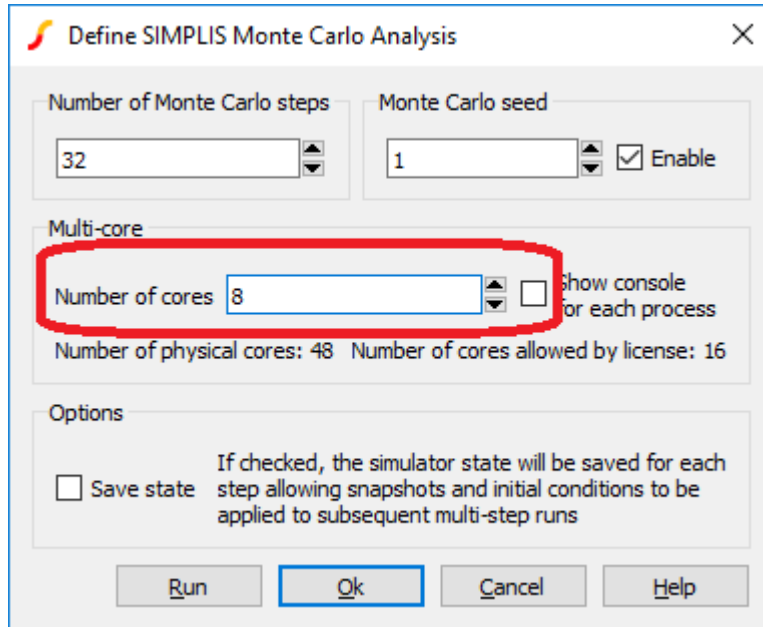 Define SIMPLIS Monte Carlo Analysis
Number of Monte Carlo steps
Monte Carlo seed
32
1
Enable
Multi-core
Number of cores 8
Show console
for each process
Number of physical cores: 48 Number of cores allowed by license: 16
Options
Save state
If checked, the simulator state will be saved for each
step allowing snapshots and initial conditions to be
applied to subsequent multi-step runs
Run Ok Cancel Help